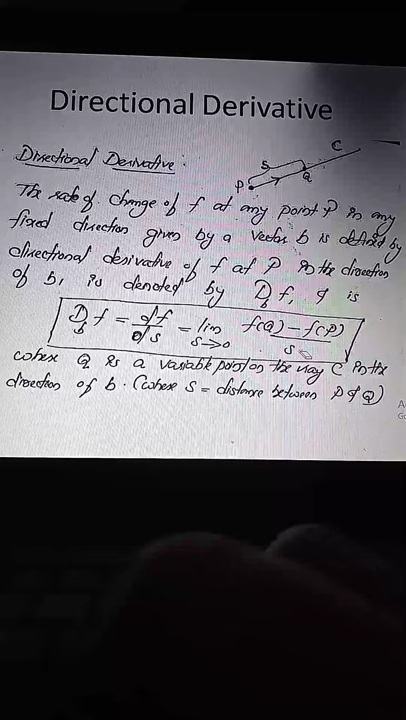 Directional Derivative
Directional Derivative :
C
S
P
Q
The rate of change of f at any point P in any
fixed direction given by a vector b is defined by
directional derivative of f at P in the direction
of b, is denoted by D_b f, & is
D_b f = df/ds = lim_{s→0} f(Q) - f(P) / s
where Q is a variable point on the ray C in the
direction of b. (where S = distance between P & Q)
A
Go